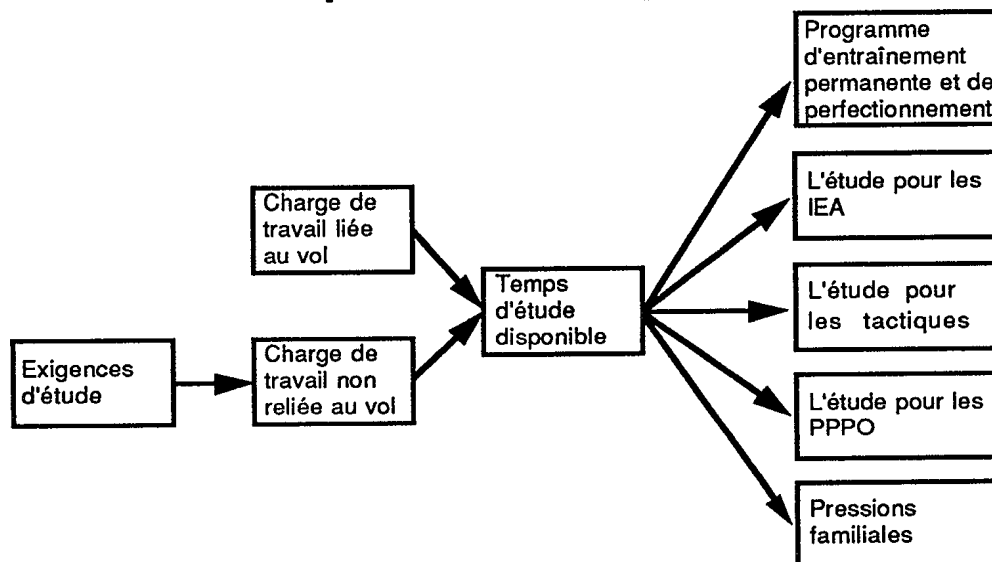 Programme
d'entraînement
permanente et de
perfectionnement
L'étude pour les
IEA
Charge de
travail liée
au vol
Temps
d'étude
disponible
L'étude pour
les tactiques
Exigences
d'étude
Charge de
travail non
reliée au vol
L'étude pour les
PPPO
Pressions
familiales